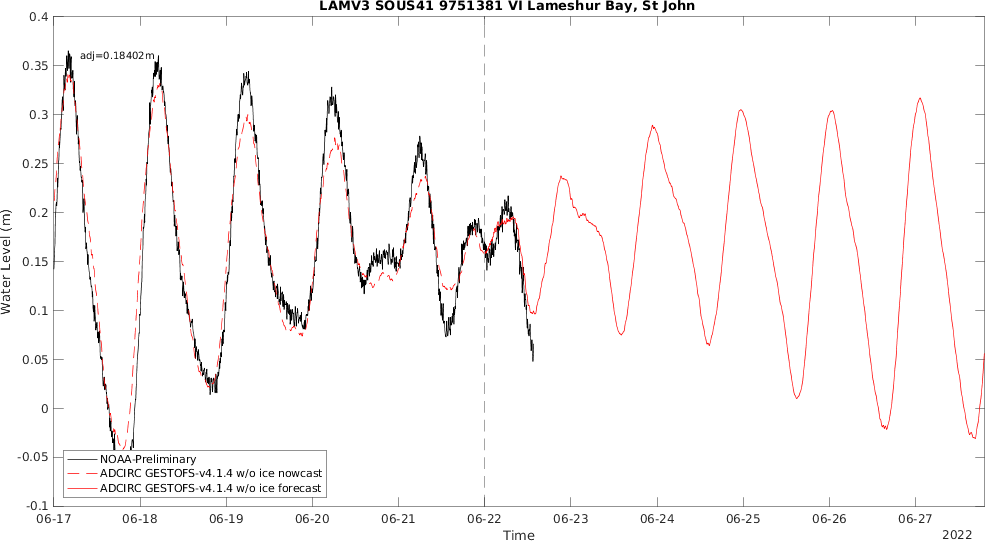 LAMV3 SOUS41 9751381 VI Lameshur Bay, St John
adj=0.18402m
0.4
0.35
0.3
0.25
0.2
0.15
0.1
0.05
0
-0.05
-0.1
Water Level (m)
NOAA-Preliminary
ADCIRC GESTOFS-v4.1.4 w/o ice nowcast
ADCIRC GESTOFS-v4.1.4 w/o ice forecast
06-17 06-18 06-19 06-20 06-21 06-22 06-23 06-24 06-25 06-26 06-27
Time
2022